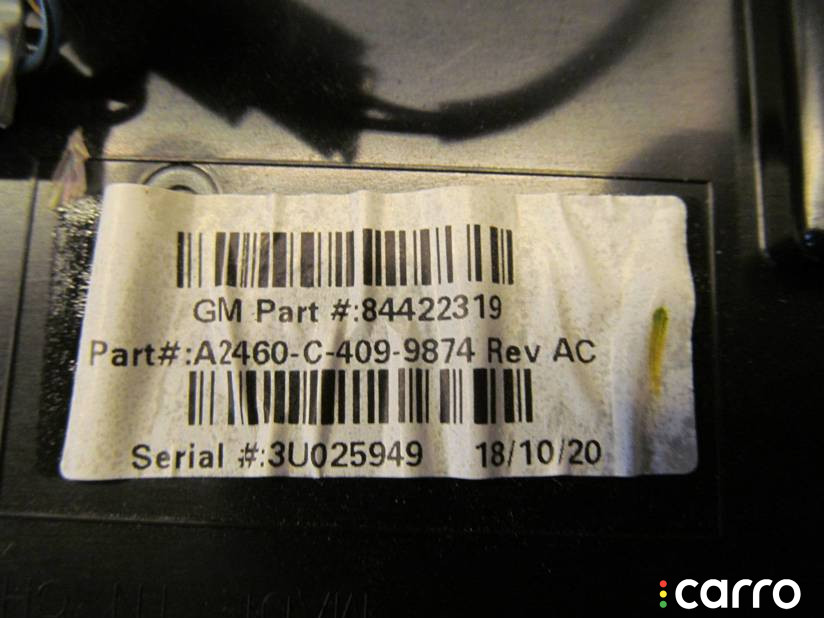 GM Part #:84422319
Part#:A2460-C-409-9874 Rev AC
Serial #:3U025949 18/10/20
carro